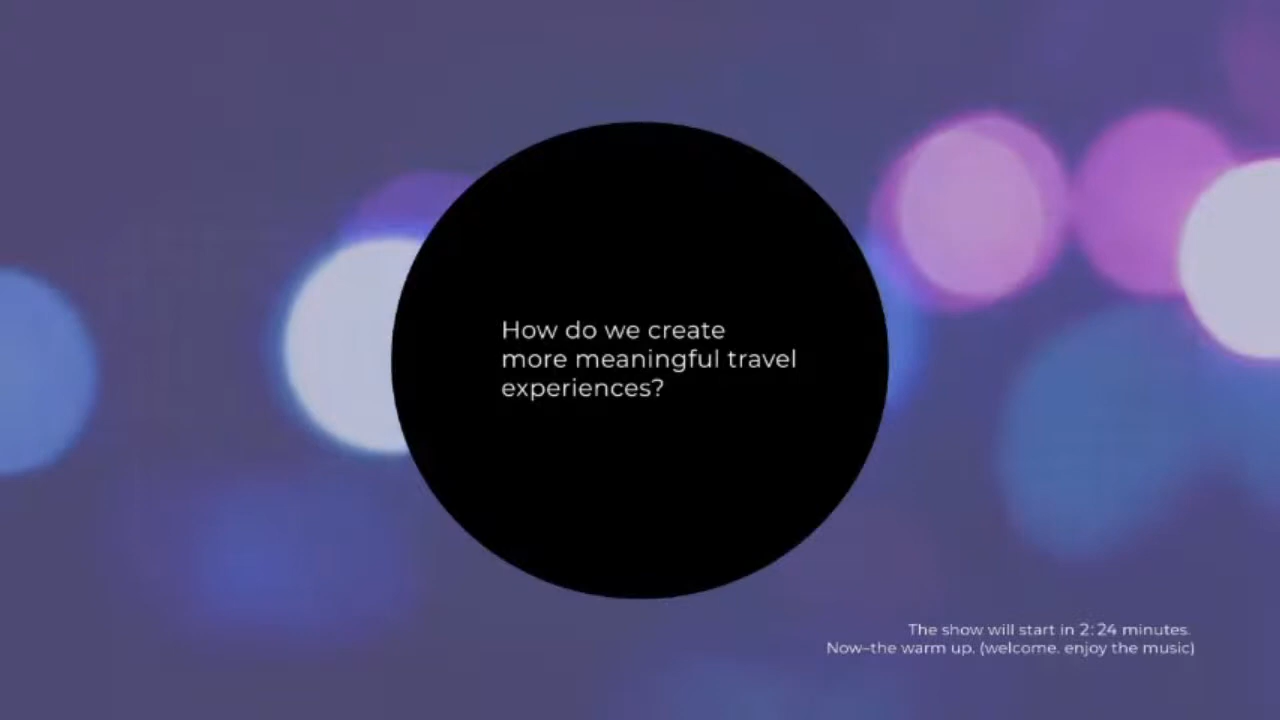 How do we create
more meaningful travel
experiences?
The show will start in 2:24 minutes.
Now–the warm up. (welcome. enjoy the music)